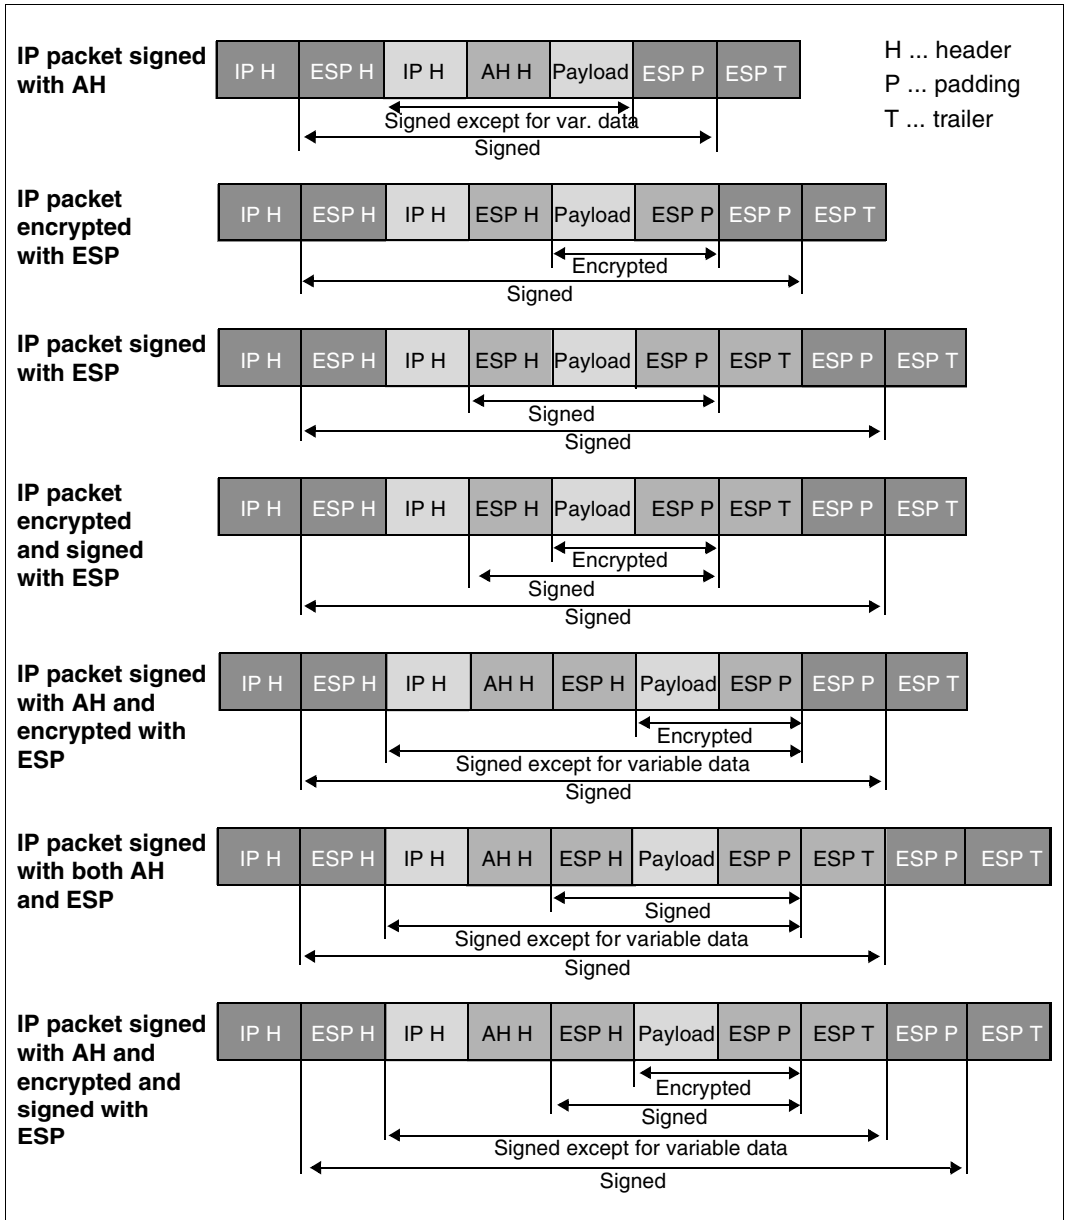 IP packet signed
with AH
IP H ESP H IP H AH H Payload ESP P ESP T
Signed except for var. data
Signed
H ... header
P ... padding
T ... trailer
IP packet
encrypted
with ESP
IP H ESP H IP H ESP H Payload ESP P ESP P ESP T
Encrypted
Signed
IP packet signed
with ESP
IP H ESP H IP H ESP H Payload ESP P ESP T ESP P ESP T
Signed
Signed
IP packet
encrypted
and signed
with ESP
IP H ESP H IP H ESP H Payload ESP P ESP T ESP P ESP T
Encrypted
Signed
Signed
IP packet signed
with AH and
encrypted with
ESP
IP H ESP H IP H AH H ESP H Payload ESP P ESP P ESP T
Encrypted
Signed except for variable data
Signed
IP packet signed
with both AH
and ESP
IP H ESP H IP H AH H ESP H Payload ESP P ESP T ESP P ESP T
Signed
Signed except for variable data
Signed
IP packet signed
with AH and
encrypted and
signed with
ESP
IP H ESP H IP H AH H ESP H Payload ESP P ESP T ESP P ESP T
Encrypted
Signed
Signed except for variable data
Signed